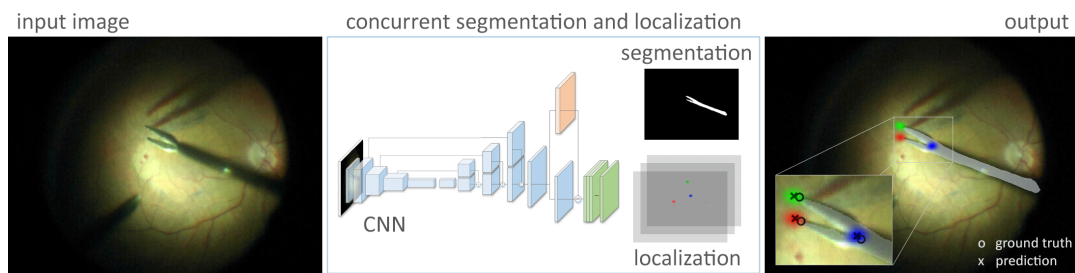 input image
concurrent segmentation and localization
output
segmentation
CNN
localization
o ground truth
x prediction